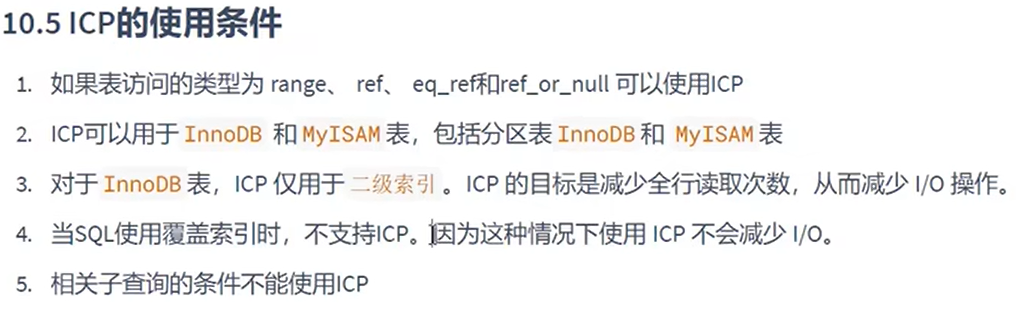 10.5 ICP的使用条件
1. 如果表访问的类型为 range、 ref、 eq_ref和ref_or_null 可以使用ICP
2. ICP可以用于 InnoDB 和 MyISAM 表，包括分区表 InnoDB 和 MyISAM 表
3. 对于 InnoDB 表，ICP 仅用于 二级索引 。ICP 的目标是减少全行读取次数，从而减少 I/O 操作。
4. 当SQL使用覆盖索引时，不支持ICP。因为这种情况下使用 ICP 不会减少 I/O。
5. 相关子查询的条件不能使用ICP